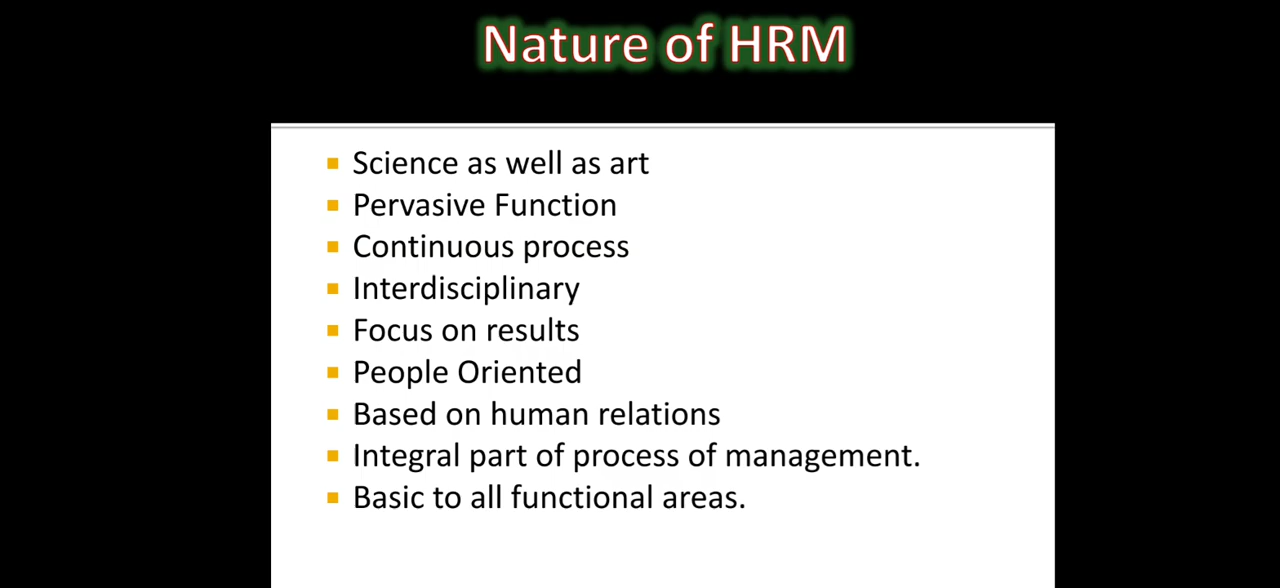 Nature of HRM
Science as well as art
Pervasive Function
Continuous process
Interdisciplinary
Focus on results
People Oriented
Based on human relations
Integral part of process of management.
Basic to all functional areas.